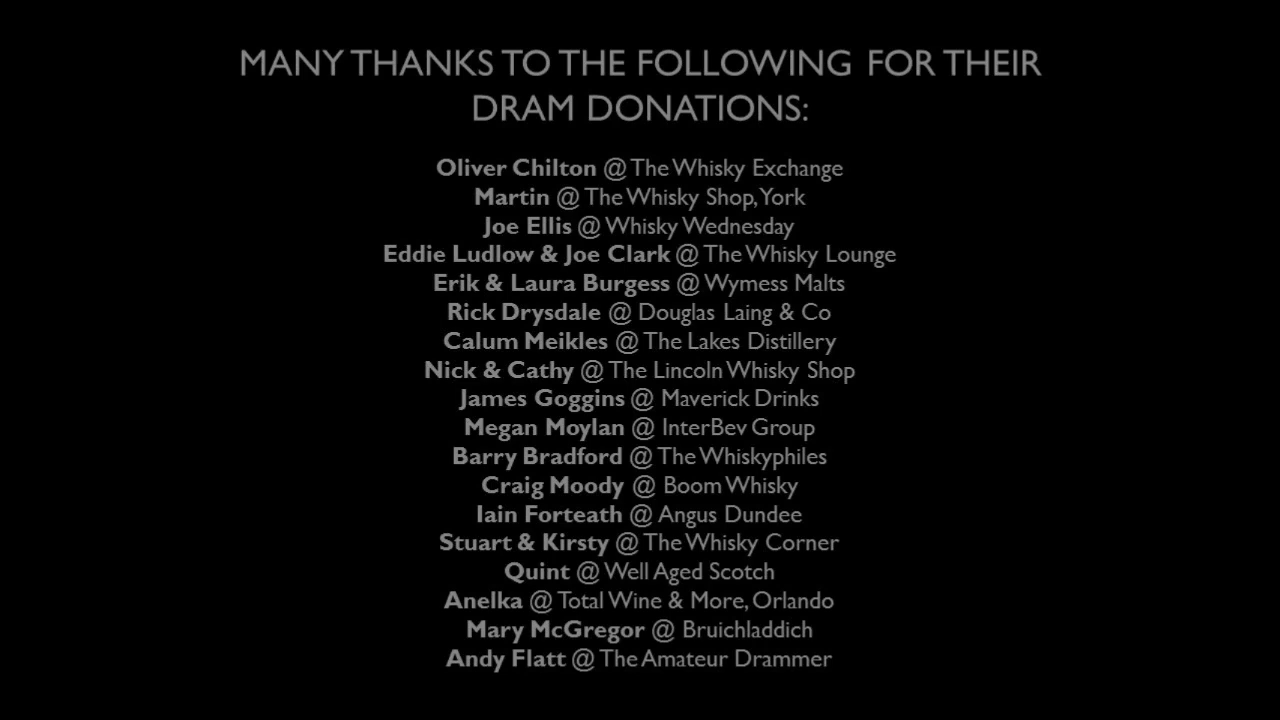 MANY THANKS TO THE FOLLOWING FOR THEIR
DRAM DONATIONS:
Oliver Chilton @ The Whisky Exchange
Martin @ The Whisky Shop, York
Joe Ellis @ Whisky Wednesday
Eddie Ludlow & Joe Clark @ The Whisky Lounge
Erik & Laura Burgess @ Wymess Malts
Rick Drysdale @ Douglas Laing & Co
Calum Meikles @ The Lakes Distillery
Nick & Cathy @ The Lincoln Whisky Shop
James Goggins @ Maverick Drinks
Megan Moylan @ InterBev Group
Barry Bradford @ The Whiskyphiles
Craig Moody @ Boom Whisky
Iain Forteath @ Angus Dundee
Stuart & Kirsty @ The Whisky Corner
Quint @ Well Aged Scotch
Anelka @ Total Wine & More, Orlando
Mary McGregor @ Bruichladdich
Andy Flatt @ The Amateur Drammer